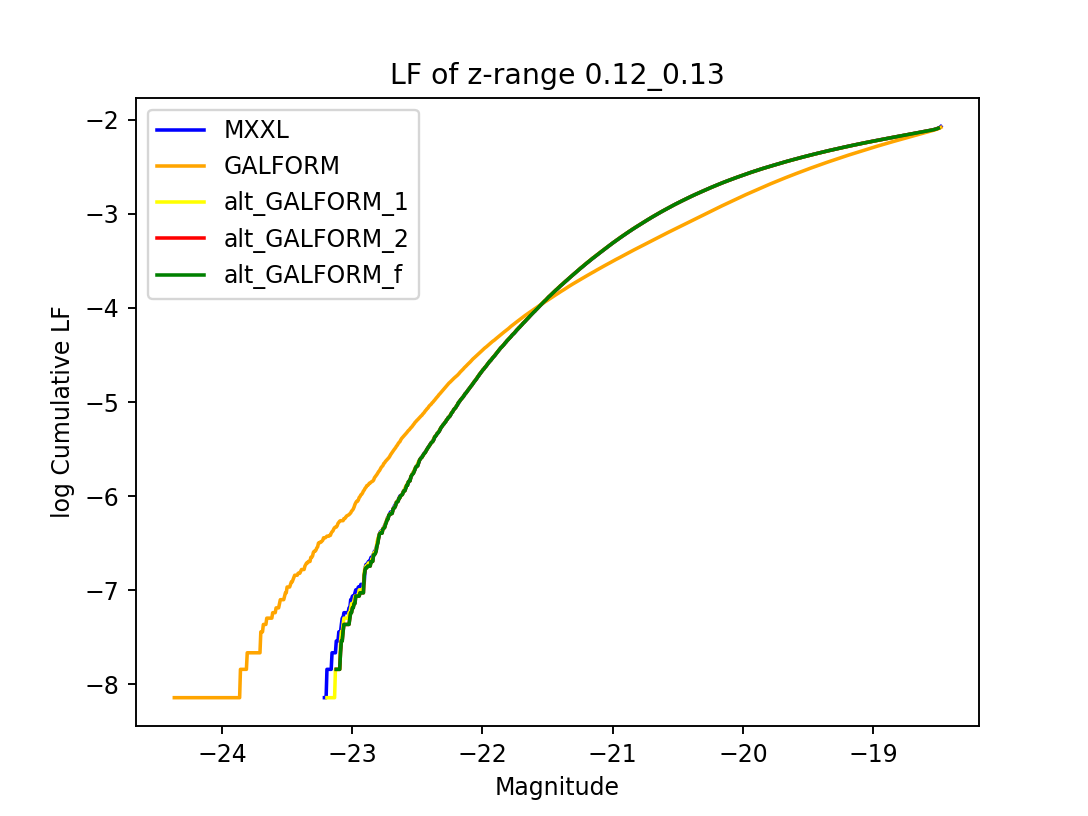 LF of z-range 0.12_0.13
MXXL
GALFORM
alt_GALFORM_1
alt_GALFORM_2
alt_GALFORM_f
log Cumulative LF
−2
−3
−4
−5
−6
−7
−8
−24
−23
−22
−21
−20
−19
Magnitude